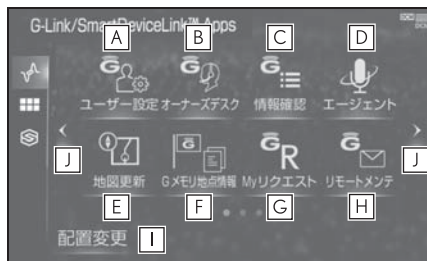 G-Link/SmartDeviceLink™ Apps
A B C D
ユーザー設定 オーナーズデスク 情報確認 エージェント
J J
地図更新 Gメモリ地点情報 Myリクエスト リモートメンテ
E F G H
配置変更 I